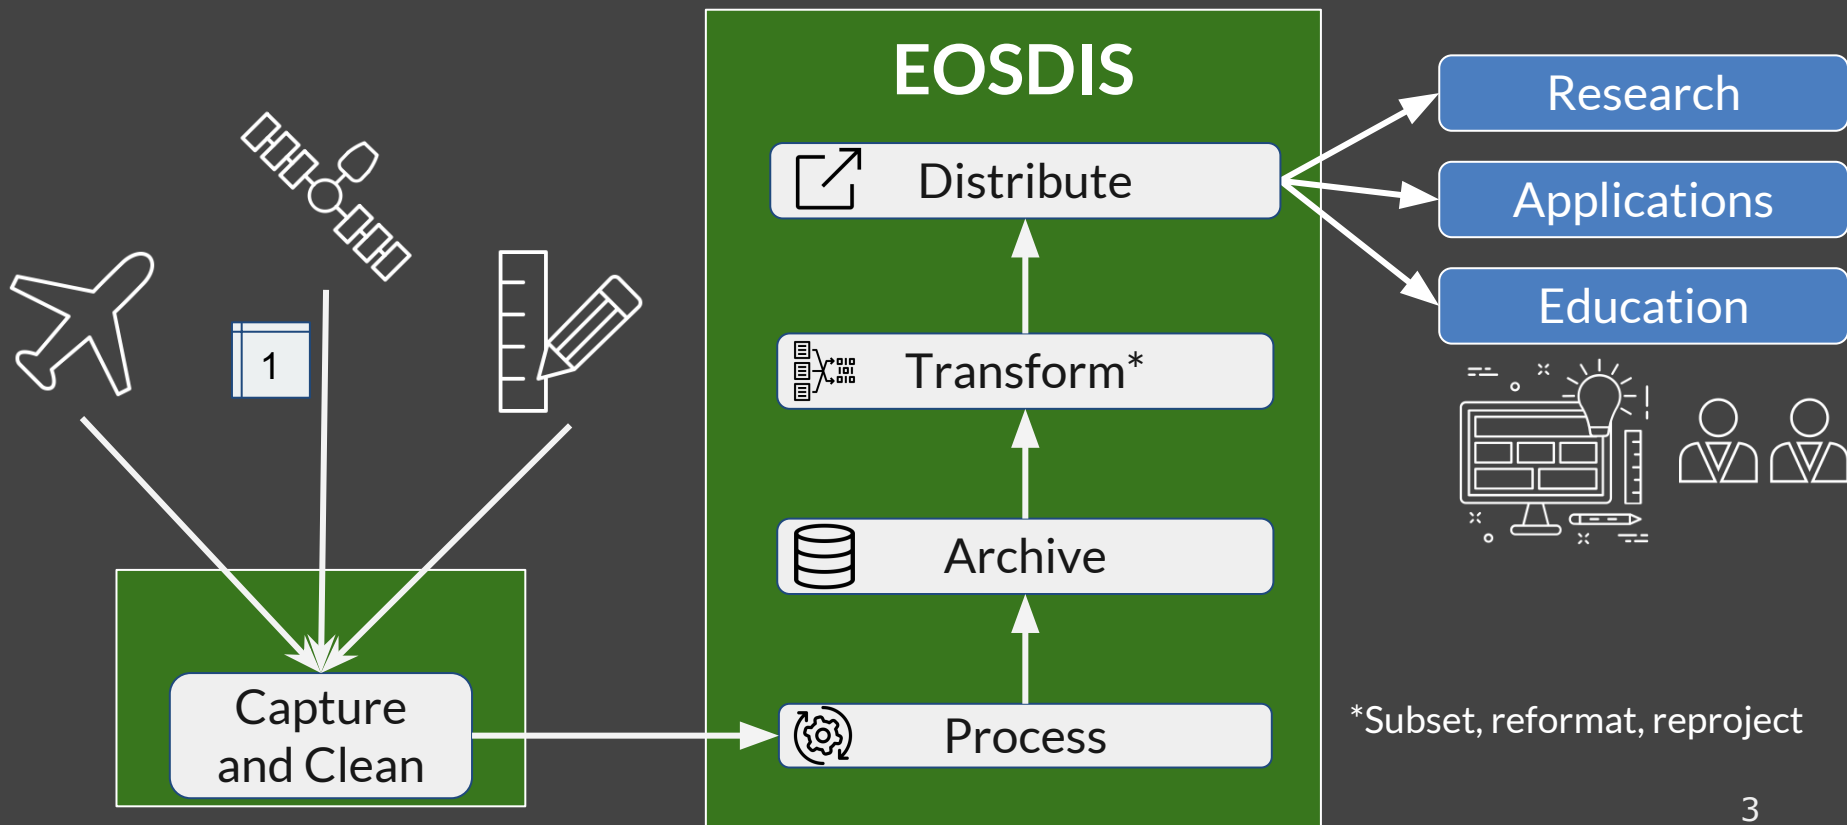 EOSDIS
Research
Distribute
Applications
Education
1
Transform*
Archive
Capture
and Clean
Process
*Subset, reformat, reproject
3